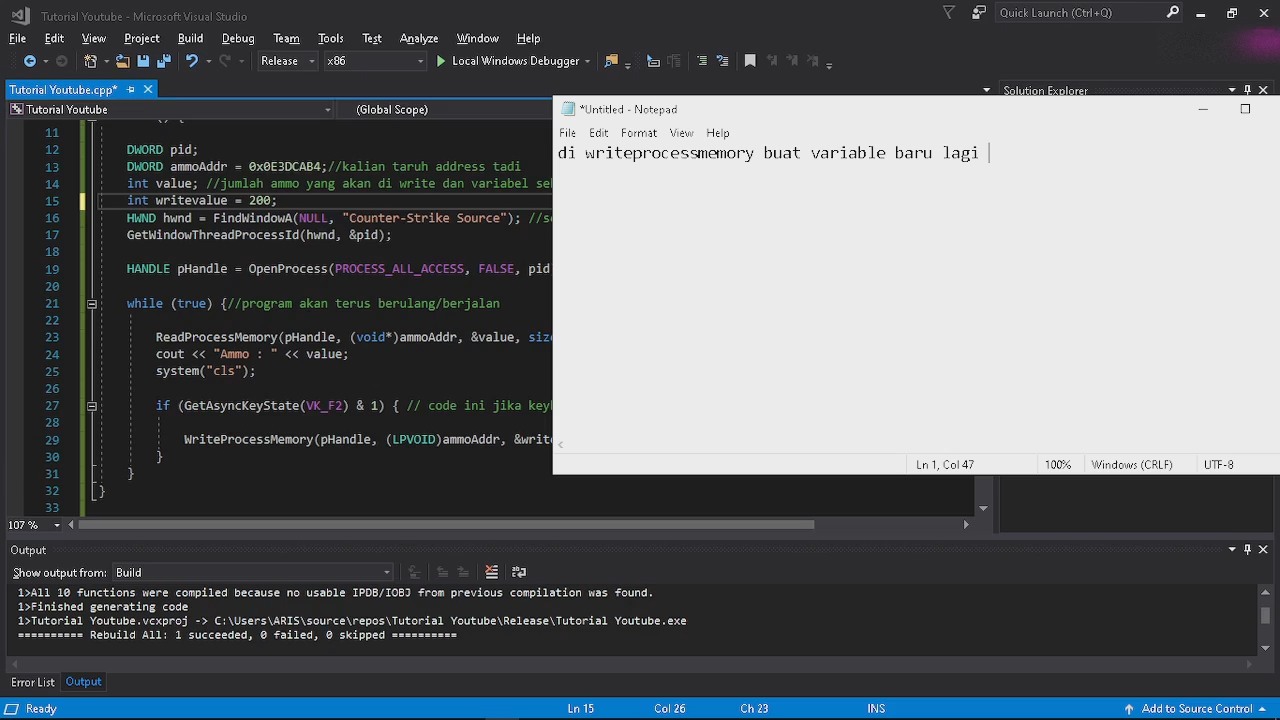 Tutorial Youtube - Microsoft Visual Studio
Quick Launch (Ctrl+Q)
File Edit View Project Build Debug Team Tools Test Analyze Window Help
Release x86 Local Windows Debugger
Tutorial Youtube.cpp*
Solution Explorer
Tutorial Youtube (Global Scope)
*Untitled - Notepad
File Edit Format View Help
di writeprocessmemory buat variable baru lagi
Ln 1, Col 47 100% Windows (CRLF) UTF-8
11
12 DWORD pid;
13 DWORD ammoAddr = 0x0E3DCAB4;//kalian taruh address tadi
14 int value; //jumlah ammo yang akan di write dan variabel se
15 int writevalue = 200;
16 HWND hwnd = FindWindowA(NULL, "Counter-Strike Source"); //s
17 GetWindowThreadProcessId(hwnd, &pid);
18
19 HANDLE pHandle = OpenProcess(PROCESS_ALL_ACCESS, FALSE, pid
20
21 while (true) {//program akan terus berulang/berjalan
22
23 ReadProcessMemory(pHandle, (void*)ammoAddr, &value, size
24 cout << "Ammo : " << value;
25 system("cls");
26
27 if (GetAsyncKeyState(VK_F2) & 1) { // code ini jika key
28
29 WriteProcessMemory(pHandle, (LPVOID)ammoAddr, &write
30 }
31 }
32 }
33
107 %
Output
Show output from: Build
1>All 10 functions were compiled because no usable IPDB/IOBJ from previous compilation was found.
1>Finished generating code
1>Tutorial Youtube.vcxproj -> C:\Users\ARIS\source\repos\Tutorial Youtube\Release\Tutorial Youtube.exe
========== Rebuild All: 1 succeeded, 0 failed, 0 skipped ==========
Error List Output
Ready Ln 15 Col 26 Ch 23 INS Add to Source Control